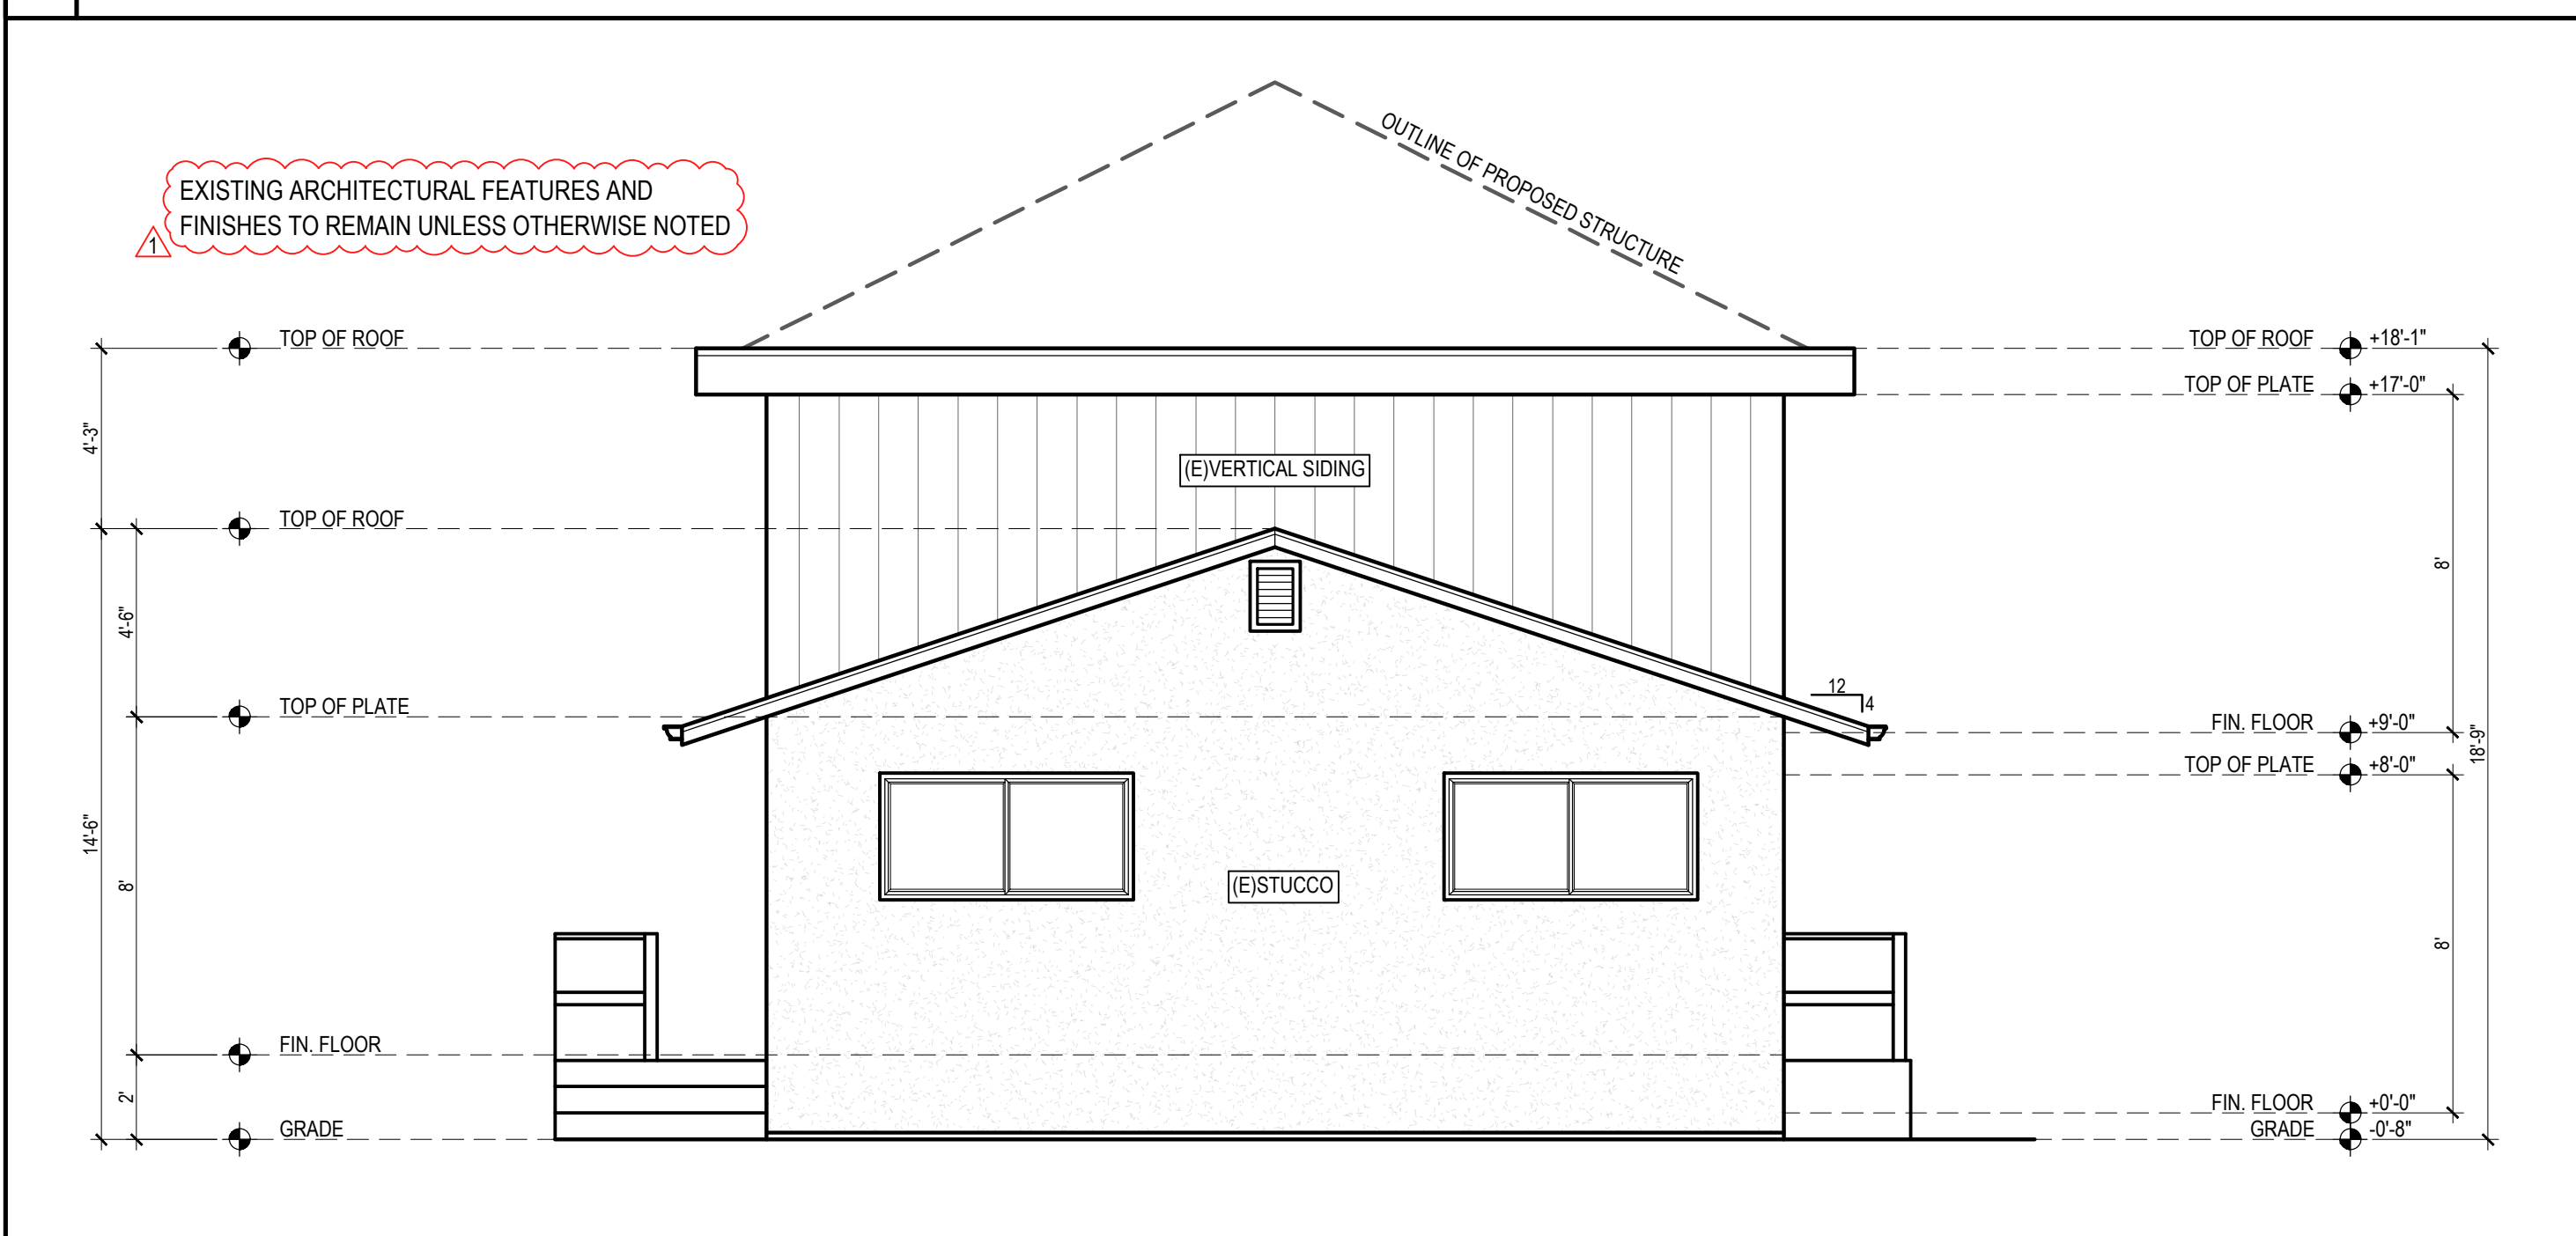 OUTLINE OF PROPOSED STRUCTURE
EXISTING ARCHITECTURAL FEATURES AND
FINISHES TO REMAIN UNLESS OTHERWISE NOTED
1
TOP OF ROOF
TOP OF ROOF +18'-1"
TOP OF PLATE +17'-0"
4'-3"
(E)VERTICAL SIDING
TOP OF ROOF
8'
4'-6"
12
4
TOP OF PLATE
FIN. FLOOR +9'-0"
18'-9"
TOP OF PLATE +8'-0"
14'-6"
8'
(E)STUCCO
8'
FIN. FLOOR
2'
FIN. FLOOR +0'-0"
GRADE
GRADE -0'-8"